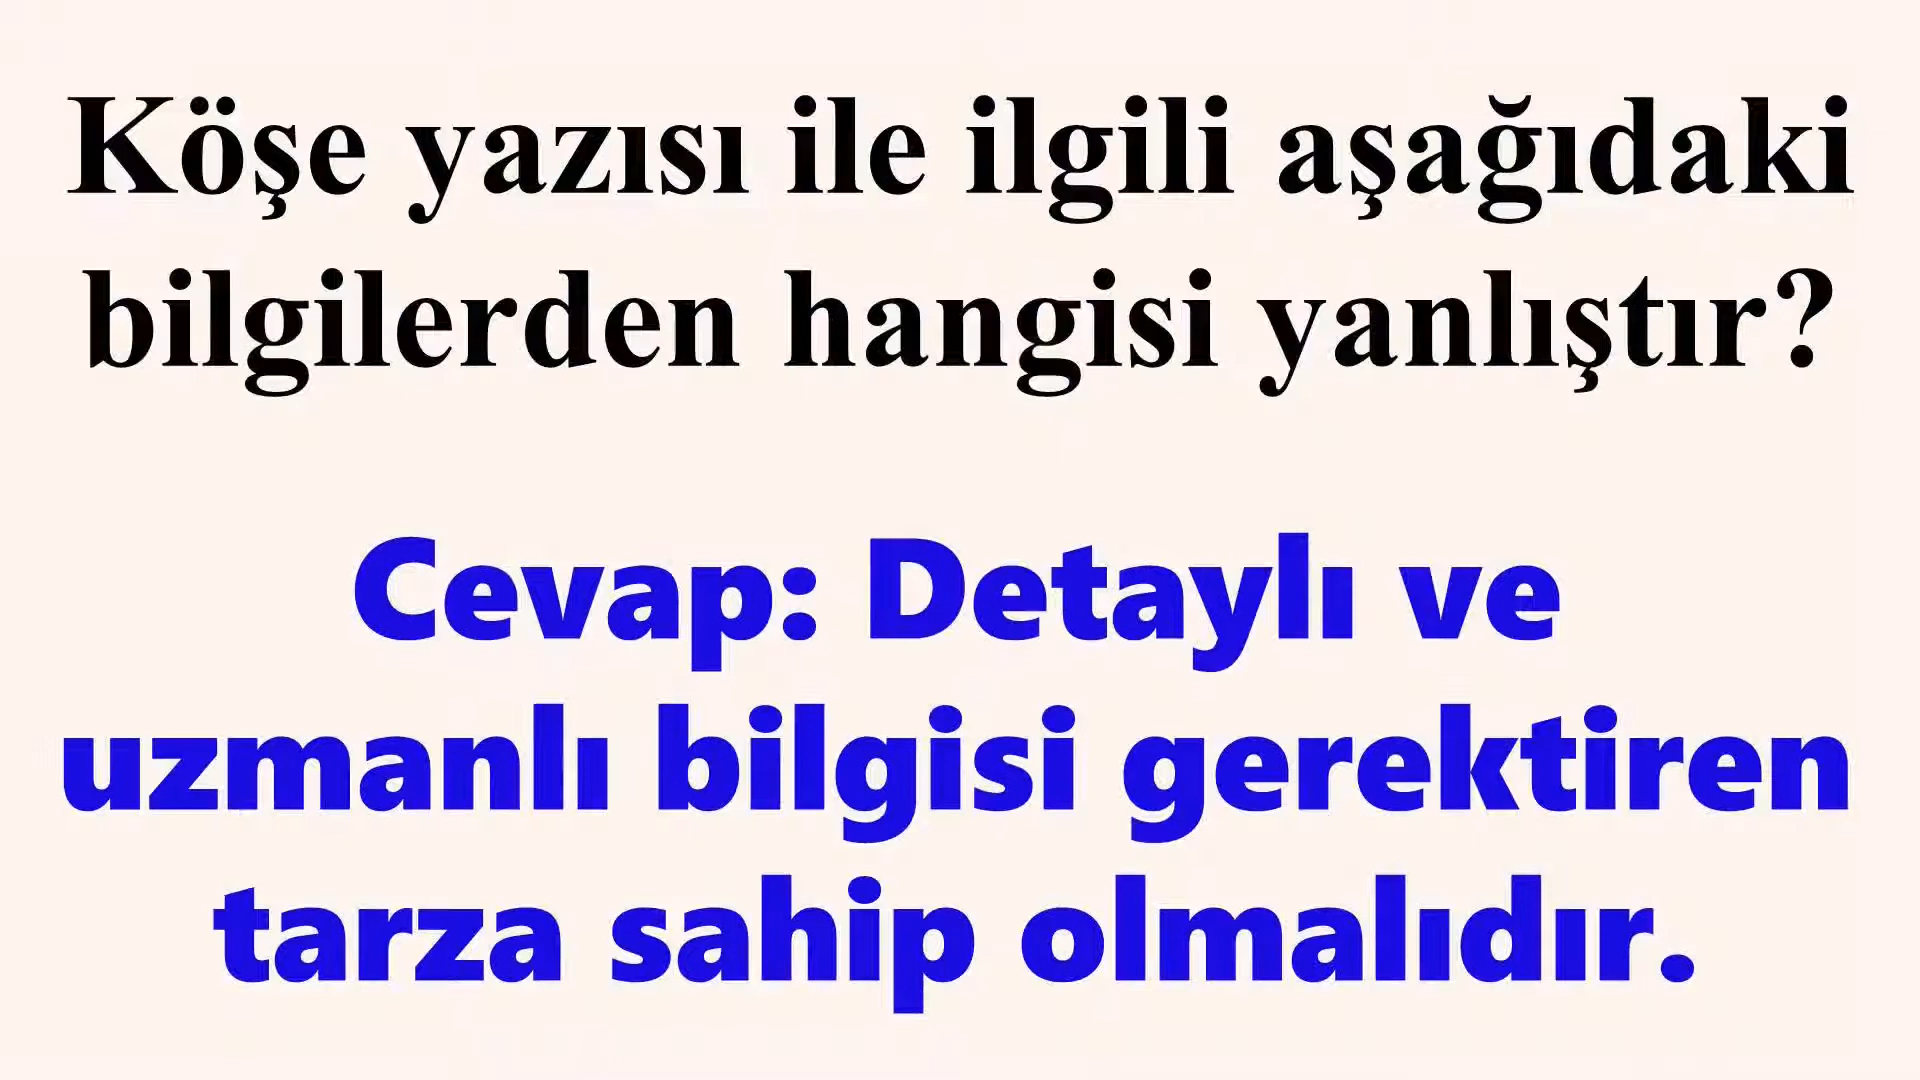 Köşe yazısı ile ilgili aşağıdaki
bilgilerden hangisi yanlıştır?
Cevap: Detaylı ve
uzmanlı bilgisi gerektiren
tarza sahip olmalıdır.